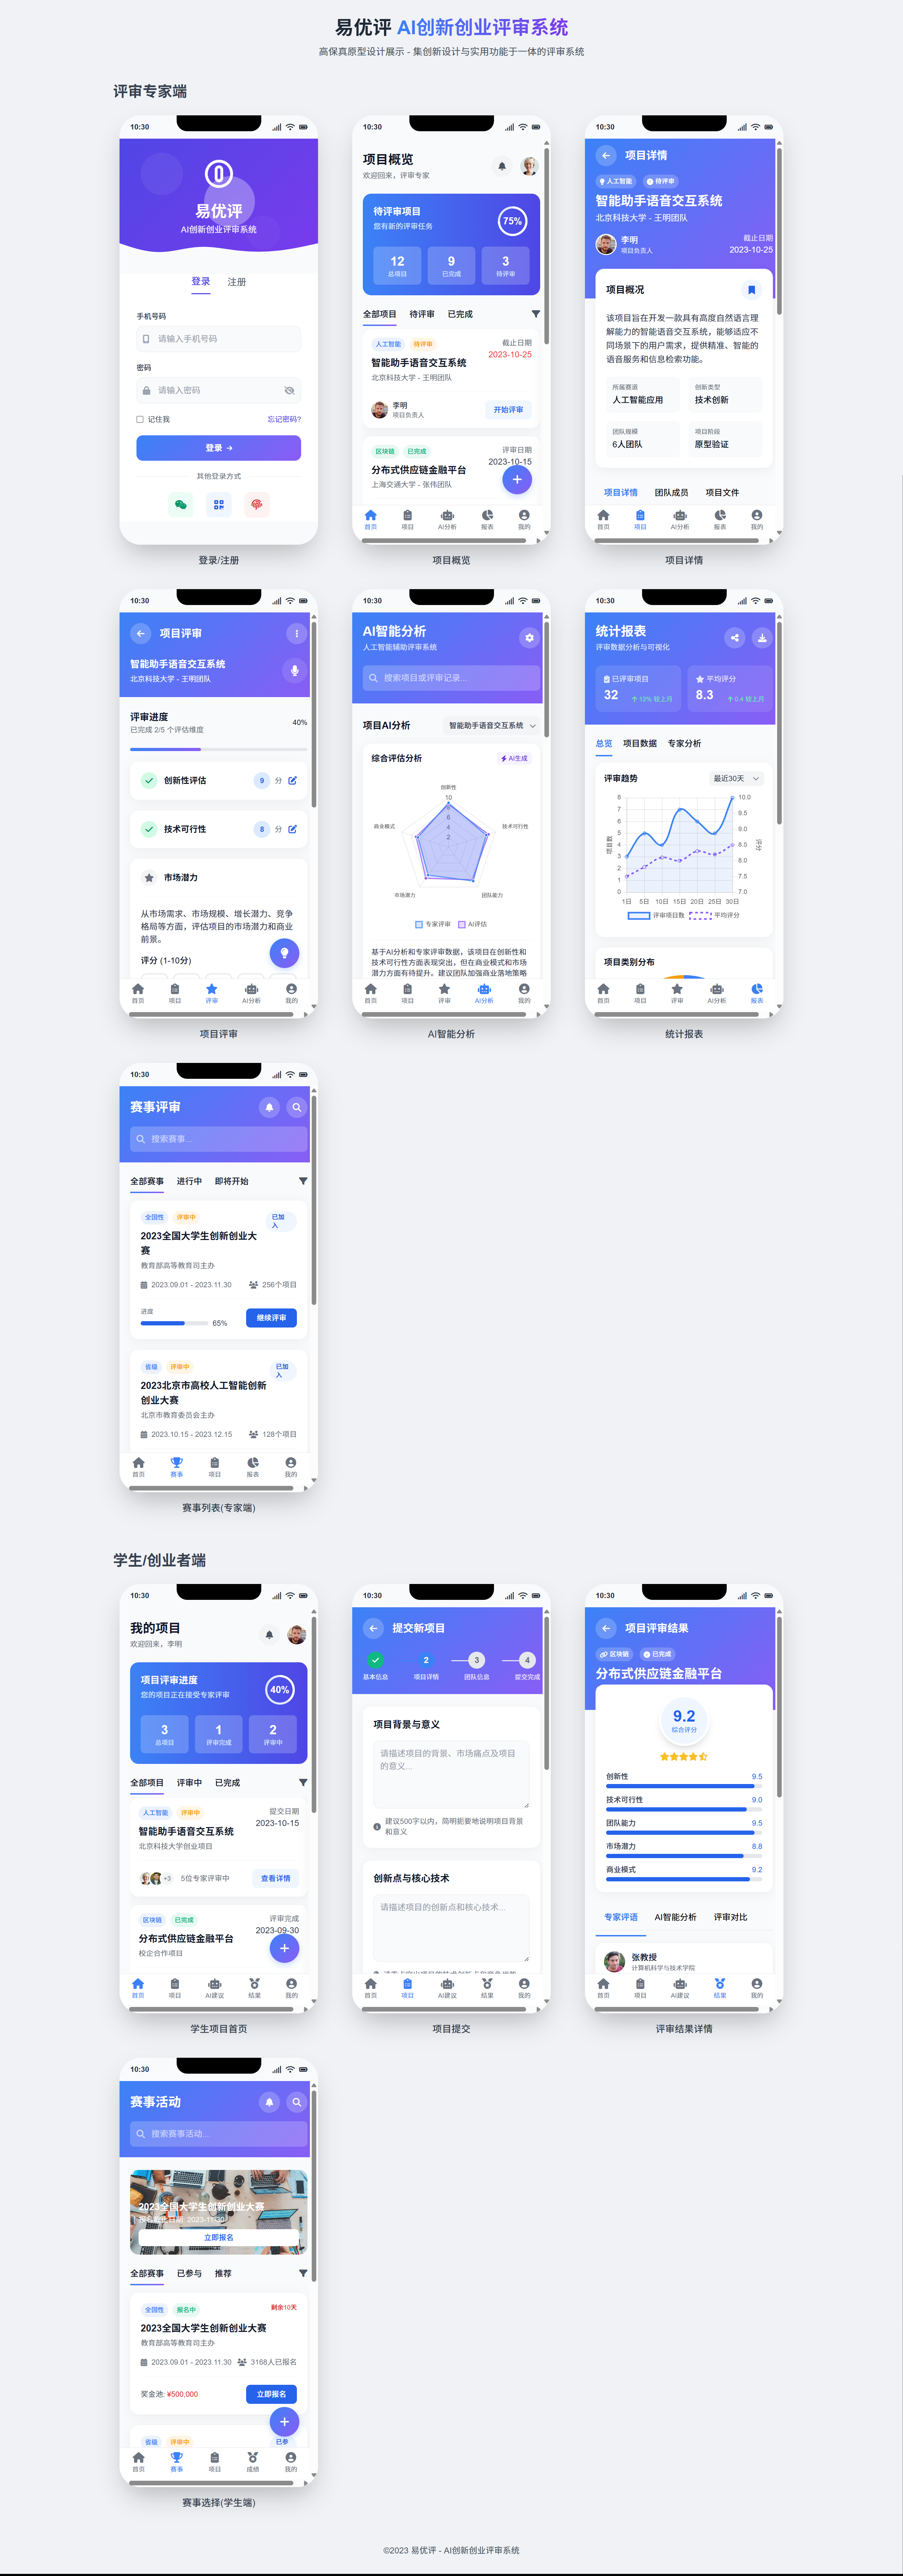 易优评 AI创新创业评审系统
高保真原型设计展示 - 集创新设计与实用功能于一体的评审系统
评审专家端
10:30
易优评
AI创新创业评审系统
登录 注册
手机号码
请输入手机号码
密码
请输入密码
记住我 忘记密码?
登录
其他登录方式
登录/注册
10:30
项目概览
欢迎回来，评审专家
待评审项目
您有新的评审任务
75%
12 9 3
总项目 已完成 待评审
全部项目 待评审 已完成
人工智能 待评审 截止日期
2023-10-25
智能助手语音交互系统
北京科技大学 - 王明团队
李明
项目负责人
开始评审
区块链 已完成 评审日期
2023-10-15
分布式供应链金融平台
上海交通大学 - 张伟团队
首页 项目 AI分析 报表 我的
项目概览
10:30
项目详情
人工智能 待评审
智能助手语音交互系统
北京科技大学 - 王明团队
李明
项目负责人
截止日期
2023-10-25
项目概况
该项目旨在开发一款具有高度自然语言理
解能力的智能语音交互系统，能够适应不
同场景下的用户需求，提供精准、智能的
语音服务和信息检索功能。
所属赛道 创新类型
人工智能应用 技术创新
团队规模 项目阶段
6人团队 原型验证
项目详情 团队成员 项目文件
首页 项目 AI分析 报表 我的
项目详情
10:30
项目评审
智能助手语音交互系统
北京科技大学 - 王明团队
评审进度
已完成 2/5 个评估维度
40%
创新性评估 9 分
技术可行性 8 分
市场潜力
从市场需求、市场规模、增长潜力、竞争
格局等方面，评估项目的市场潜力和商业
前景。
评分 (1-10分)
首页 项目 评审 AI分析 我的
项目评审
10:30
AI智能分析
人工智能辅助评审系统
搜索项目或评审记录...
项目AI分析 智能助手语音交互系统
综合评估分析 AI生成
创新性
10
8
6
4
2
商业模式 技术可行性
市场潜力 团队能力
专家评审 AI评估
基于AI分析和专家评审数据，该项目在创新性和
技术可行性方面表现突出，但在商业模式和市场
潜力方面有待提升。建议团队加强商业落地策略
首页 项目 评审 AI分析 我的
AI智能分析
10:30
统计报表
评审数据分析与可视化
已评审项目 平均评分
32 12% 较上月 8.3 0.4 较上月
总览 项目数据 专家分析
评审趋势 最近30天
8 10.0
7 9.5
6 9.0
5 8.5
4 8.0
3 7.5
2 7.0
1
0
项目数
评分
1日 5日 10日 15日 20日 25日 30日
评审项目数 平均评分
项目类别分布
首页 项目 评审 AI分析 报表
统计报表
10:30
赛事评审
搜索赛事...
全部赛事 进行中 即将开始
全国性 评审中 已加
入
2023全国大学生创新创业大
赛
教育部高等教育司主办
2023.09.01 - 2023.11.30 256个项目
进度
65%
继续评审
省级 评审中 已加
入
2023北京市高校人工智能创新
创业大赛
北京市教育委员会主办
2023.10.15 - 2023.12.15 128个项目
首页 赛事 项目 报表 我的
赛事列表(专家端)
学生/创业者端
10:30
我的项目
欢迎回来，李明
项目评审进度
您的项目正在接受专家评审
40%
3 1 2
总项目 评审完成 评审中
全部项目 评审中 已完成
人工智能 评审中 提交日期
2023-10-15
智能助手语音交互系统
北京科技大学创业项目
+3 5位专家评审中 查看详情
区块链 已完成 评审完成
2023-09-30
分布式供应链金融平台
校企合作项目
首页 项目 AI建议 结果 我的
学生项目首页
10:30
提交新项目
2 3 4
基本信息 项目详情 团队信息 提交完成
项目背景与意义
请描述项目的背景、市场痛点及项目
的意义...
建议500字以内，简明扼要地说明项目背景
和意义
创新点与核心技术
请描述项目的创新点和核心技术...
首页 项目 AI建议 结果 我的
项目提交
10:30
项目评审结果
区块链 已完成
分布式供应链金融平台
9.2
综合评分
创新性 9.5
技术可行性 9.0
团队能力 9.5
市场潜力 8.8
商业模式 9.2
专家评语 AI智能分析 评审对比
张教授
计算机科学与技术学院
首页 项目 AI建议 结果 我的
评审结果详情
10:30
赛事活动
搜索赛事活动...
2023全国大学生创新创业大赛
立即报名
全部赛事 已参与 推荐
全国性 报名中 剩余10天
2023全国大学生创新创业大赛
教育部高等教育司主办
2023.09.01 - 2023.11.30 3168人已报名
奖金池: ¥500,000 立即报名
省级 评审中 已参
首页 赛事 项目 成绩 我的
赛事选择(学生端)
©2023 易优评 - AI创新创业评审系统